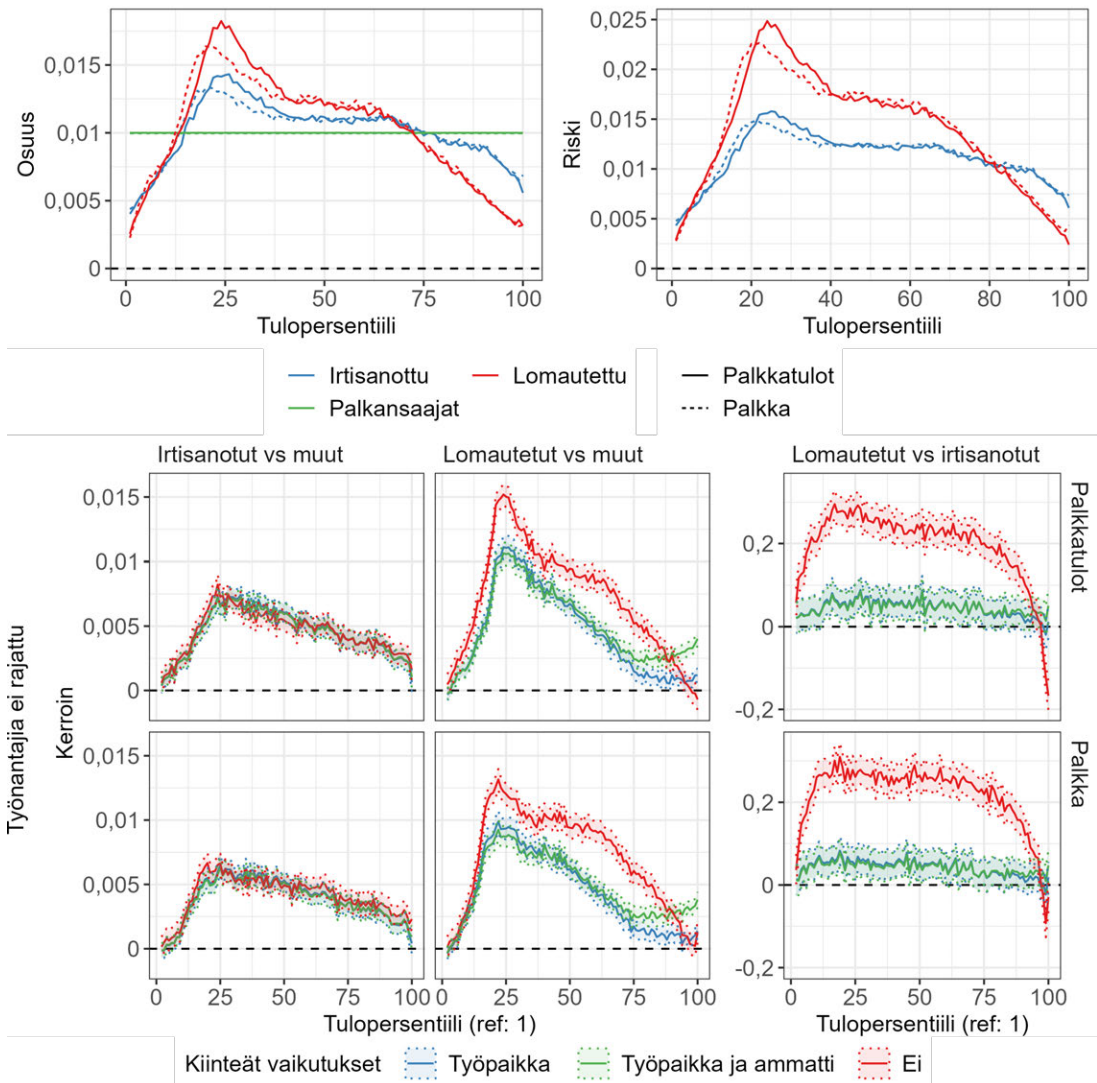 Osuus
0,015
0,01
0,005
0
0 25 50 75 100
Tulopersentiili
Riski
0,025
0,02
0,015
0,01
0,005
0
0 20 40 60 80 100
Tulopersentiili
Irtisanottu Lomautettu Palkkatulot
Palkansaajat Palkka
Irtisanotut vs muut Lomautetut vs muut Lomautetut vs irtisanotut
Työnantajia ei rajattu
Kerroin
0,015
0,01
0,005
0
0,2
0
-0,2
Palkkatulot
0,015
0,01
0,005
0
0,2
0
-0,2
Palkka
0 25 50 75 100 0 25 50 75 100 0 25 50 75 100
Tulopersentiili (ref: 1) Tulopersentiili (ref: 1)
Kiinteät vaikutukset Työpaikka Työpaikka ja ammatti Ei